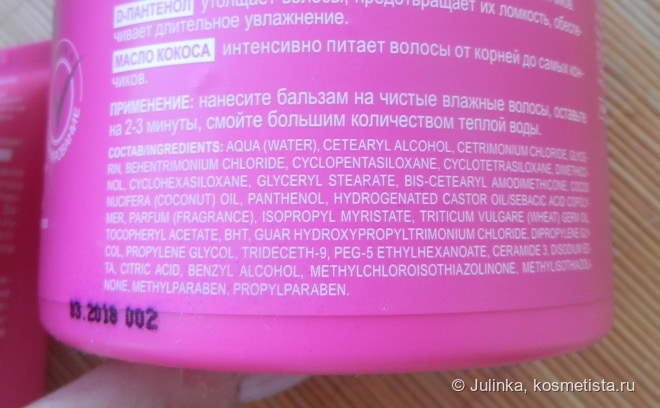 D-ПАНТЕНОЛ утолщает волосы, предотвращает их ломкость, обеспе-
чивает длительное увлажнение.
МАСЛО КОКОСА интенсивно питает волосы от корней до самых кон-
чиков.
ПРИМЕНЕНИЕ: нанесите бальзам на чистые влажные волосы, оставьте
на 2-3 минуты, смойте большим количеством теплой воды.
СОСТАВ/INGREDIENTS: AQUA (WATER), CETEARYL ALCOHOL, CETRIMONIUM CHLORIDE, GLYCE-
RIN, BEHENTRIMONIUM CHLORIDE, CYCLOPENTASILOXANE, CYCLOTETRASILOXANE, DIMETHICO-
NOL, CYCLOHEXASILOXANE, GLYCERYL STEARATE, BIS-CETEARYL AMODIMETHICONE, COCOS
NUCIFERA (COCONUT) OIL, PANTHENOL, HYDROGENATED CASTOR OIL/SEBACIC ACID COPOLY-
MER, PARFUM (FRAGRANCE), ISOPROPYL MYRISTATE, TRITICUM VULGARE (WHEAT) GERM OIL,
TOCOPHERYL ACETATE, BHT, GUAR HYDROXYPROPYLTRIMONIUM CHLORIDE, DIPROPYLENE GLY-
COL, PROPYLENE GLYCOL, TRIDECETH-9, PEG-5 ETHYLHEXANOATE, CERAMIDE 3, DISODIUM ED-
TA, CITRIC ACID, BENZYL ALCOHOL, METHYLCHLOROISOTHIAZOLINONE, METHYLISOTHIAZOLI-
NONE, METHYLPARABEN, PROPYLPARABEN.
03.2018 002
© Julinka, kosmetista.ru